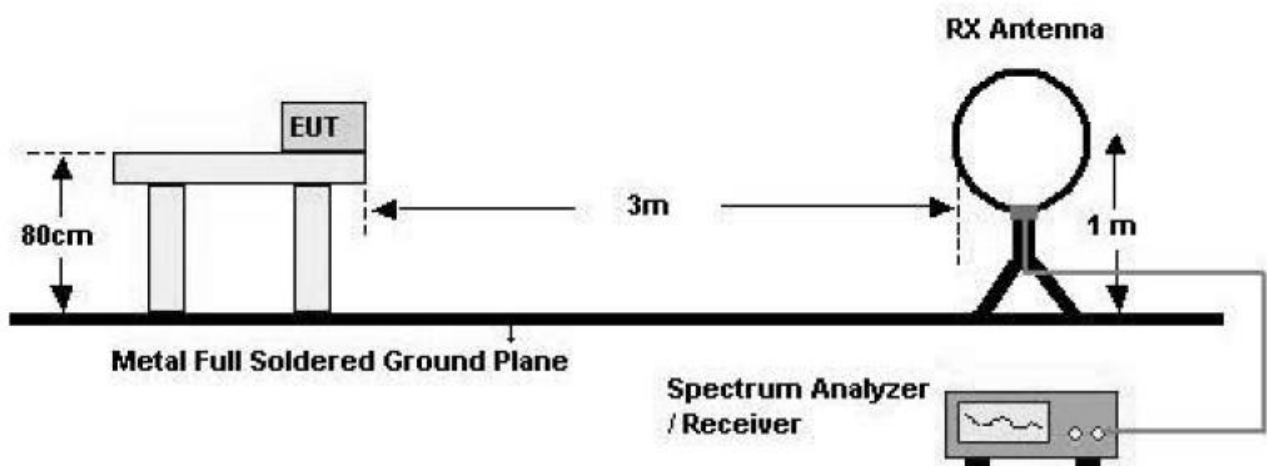 RX Antenna
EUT
80cm
3m
1 m
Metal Full Soldered Ground Plane
Spectrum Analyzer
/ Receiver